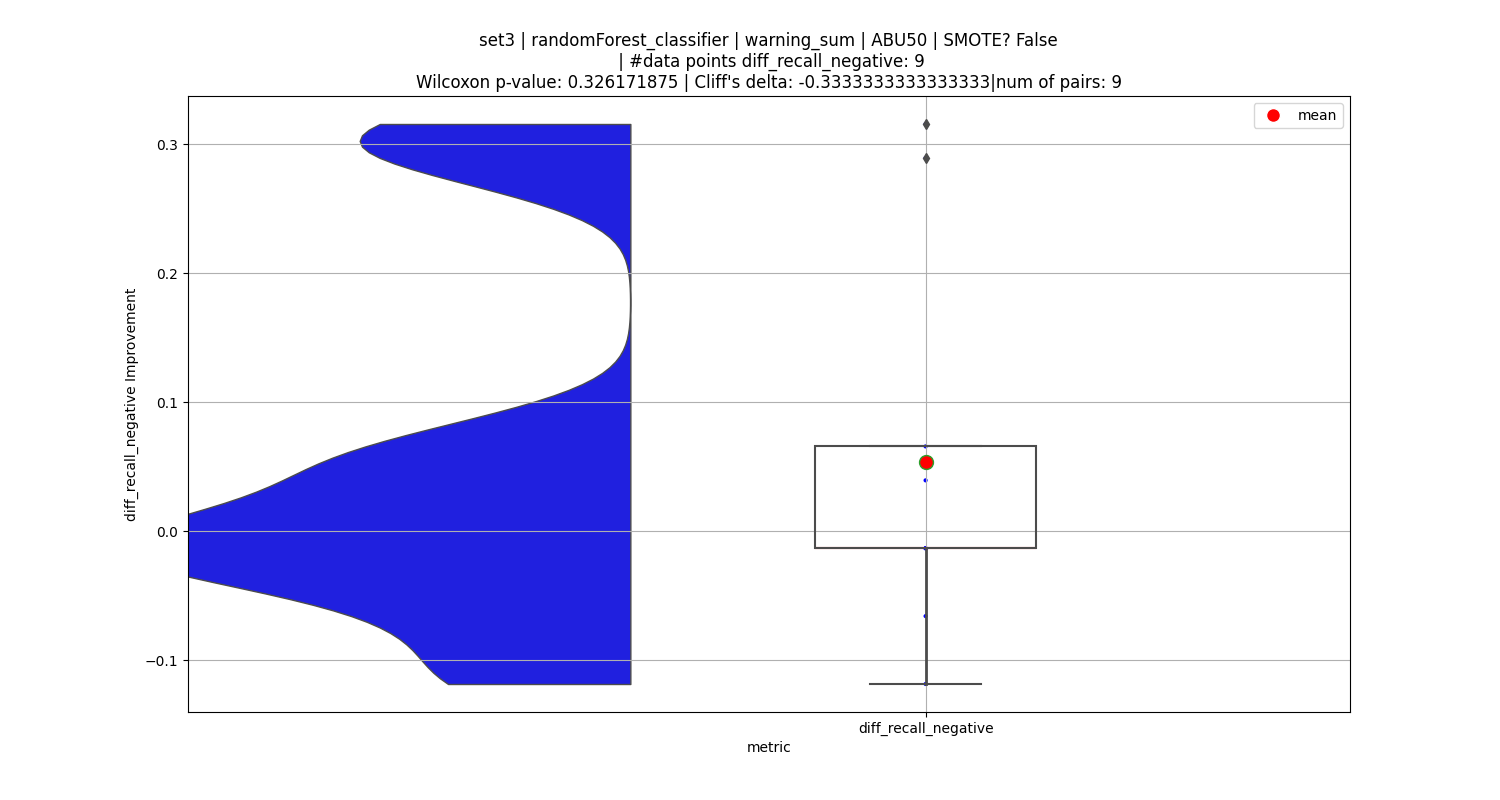 set3 | randomForest_classifier | warning_sum | ABU50 | SMOTE? False
| #data points diff_recall_negative: 9
Wilcoxon p-value: 0.326171875 | Cliff's delta: -0.3333333333333333|num of pairs: 9
mean
0.3
0.2
0.1
0.0
−0.1
diff_recall_negative Improvement
diff_recall_negative
metric